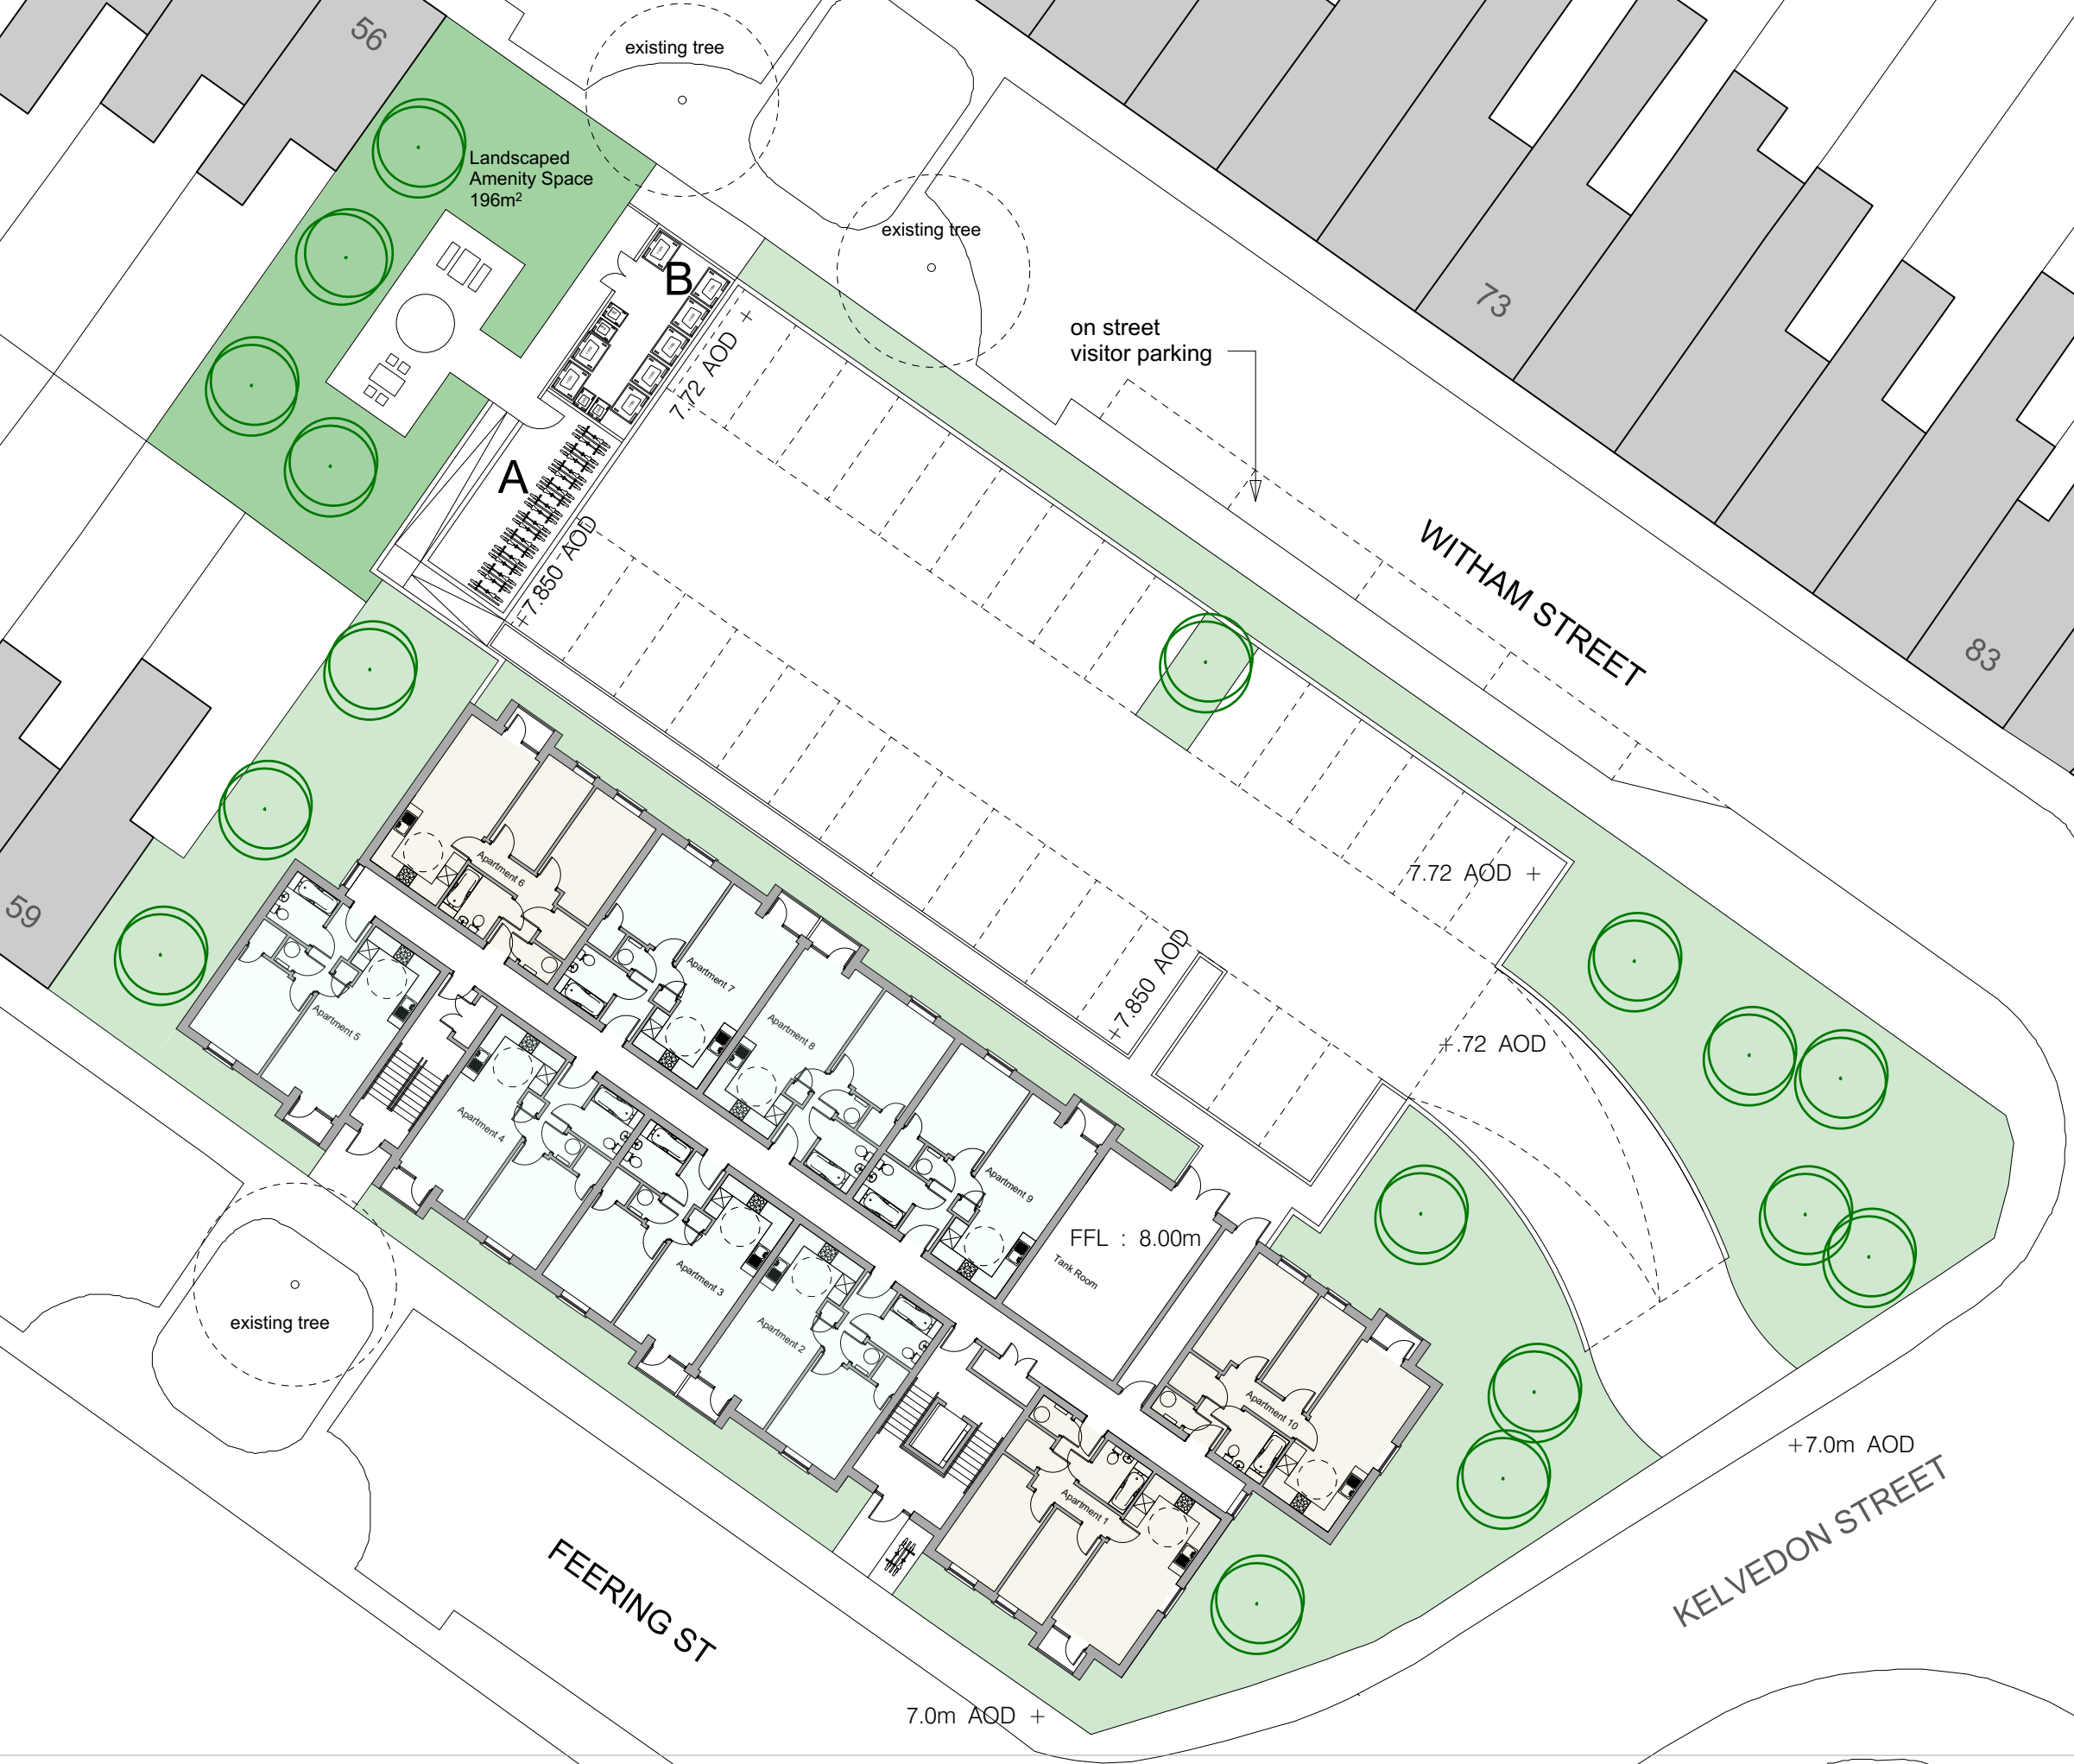 56
existing tree
Landscaped
Amenity Space
196m²
existing tree
B
73
on street
visitor parking
7.72 AOD +
A
+7.850 AOD
WITHAM STREET
83
59
Apartment 6
7.72 AOD +
Apartment 7
+7.850 AOD
Apartment 5
Apartment 8
+.72 AOD
Apartment 4
Apartment 9
FFL : 8.00m
Tank Room
Apartment 3
existing tree
Apartment 2
Apartment 10
+7.0m AOD
Apartment 1
KELVEDON STREET
FEERING ST
7.0m AOD +